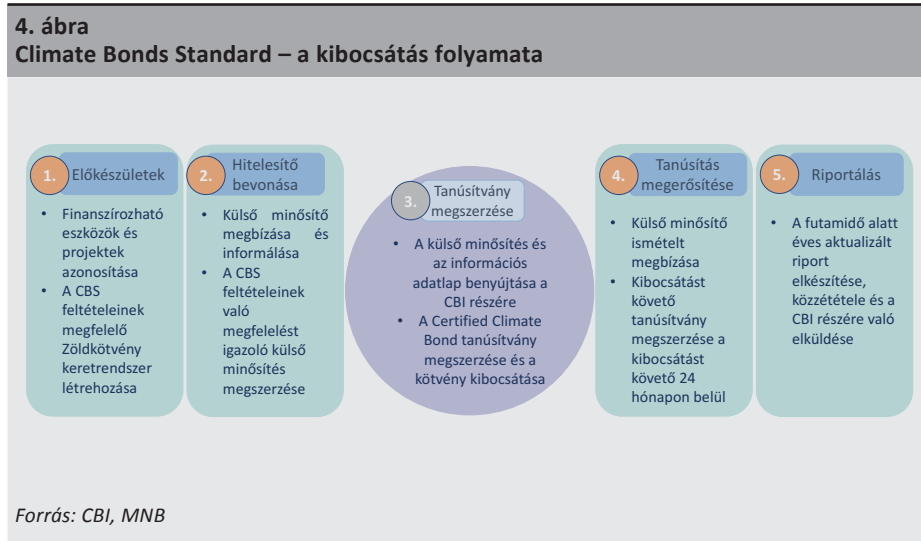 4. ábra
Climate Bonds Standard – a kibocsátás folyamata
1.
Előkészületek
• Finanszírozható
eszközök és
projektek
azonosítása
• A CBS
feltételeinek
megfelelő
Zöldkötvény
keretrendszer
létrehozása
2.
Hitelesítő
bevonása
• Külső minősítő
megbízása és
informálása
• A CBS
feltételeinek
való
megfelelést
igazoló külső
minősítés
megszerzése
3.
Tanúsítvány
megszerzése
• A külső minősítés és
az információs
adatlap benyújtása a
CBI részére
• A Certified Climate
Bond tanúsítvány
megszerzése és a
kötvény kibocsátása
4.
Tanúsítás
megerősítése
• Külső minősítő
ismételt
megbízása
• Kibocsátást
követő
tanúsítvány
megszerzése a
kibocsátást
követő 24
hónapon belül
5.
Riportálás
• A futamidő alatt
éves aktualizált
riport
elkészítése,
közzététele és a
CBI részére való
elküldése
Forrás: CBI, MNB